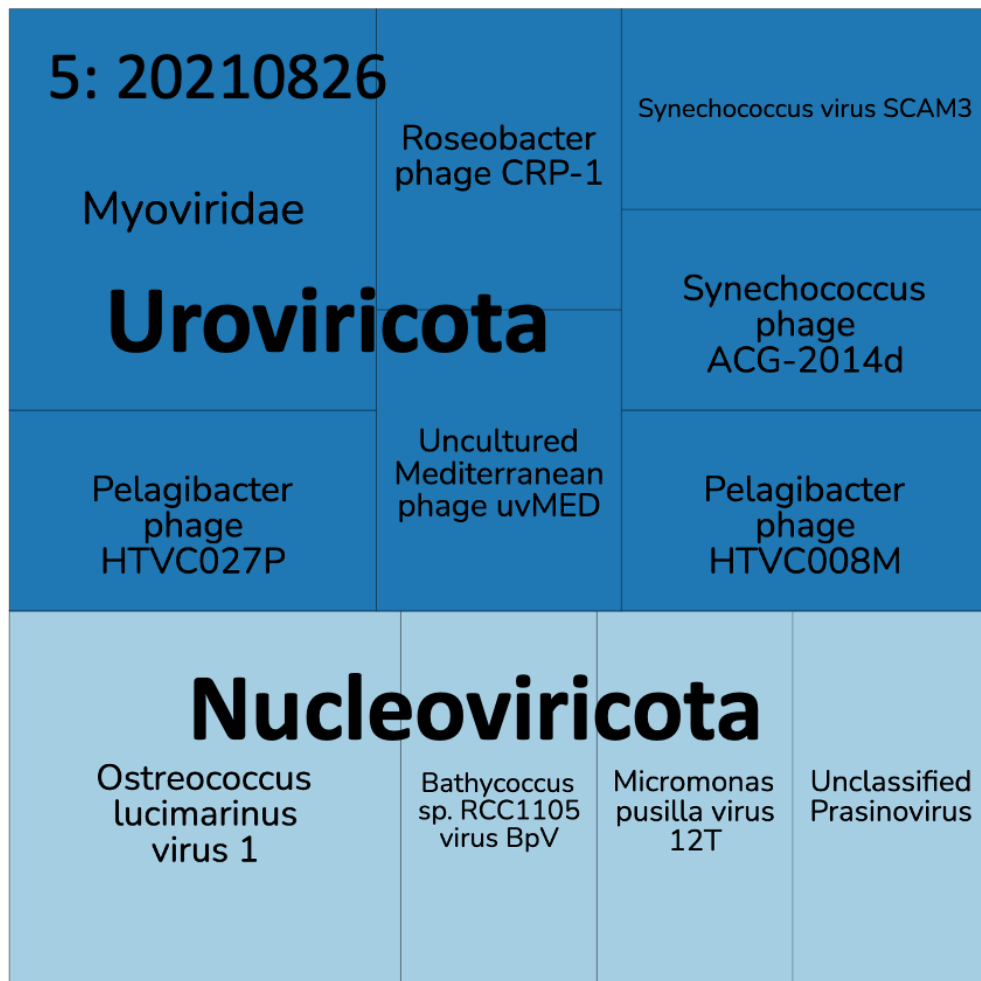 5: 20210826
Myoviridae
Uroviricota
Roseobacter
phage CRP-1
Synechococcus virus SCAM3
Synechococcus
phage
ACG-2014d
Pelagibacter
phage
HTVC027P
Uncultured
Mediterranean
phage uvMED
Pelagibacter
phage
HTVC008M
Nucleoviricota
Ostreococcus
lucimarinus
virus 1
Bathycoccus
sp. RCC1105
virus BpV
Micromonas
pusilla virus
12T
Unclassified
Prasinovirus